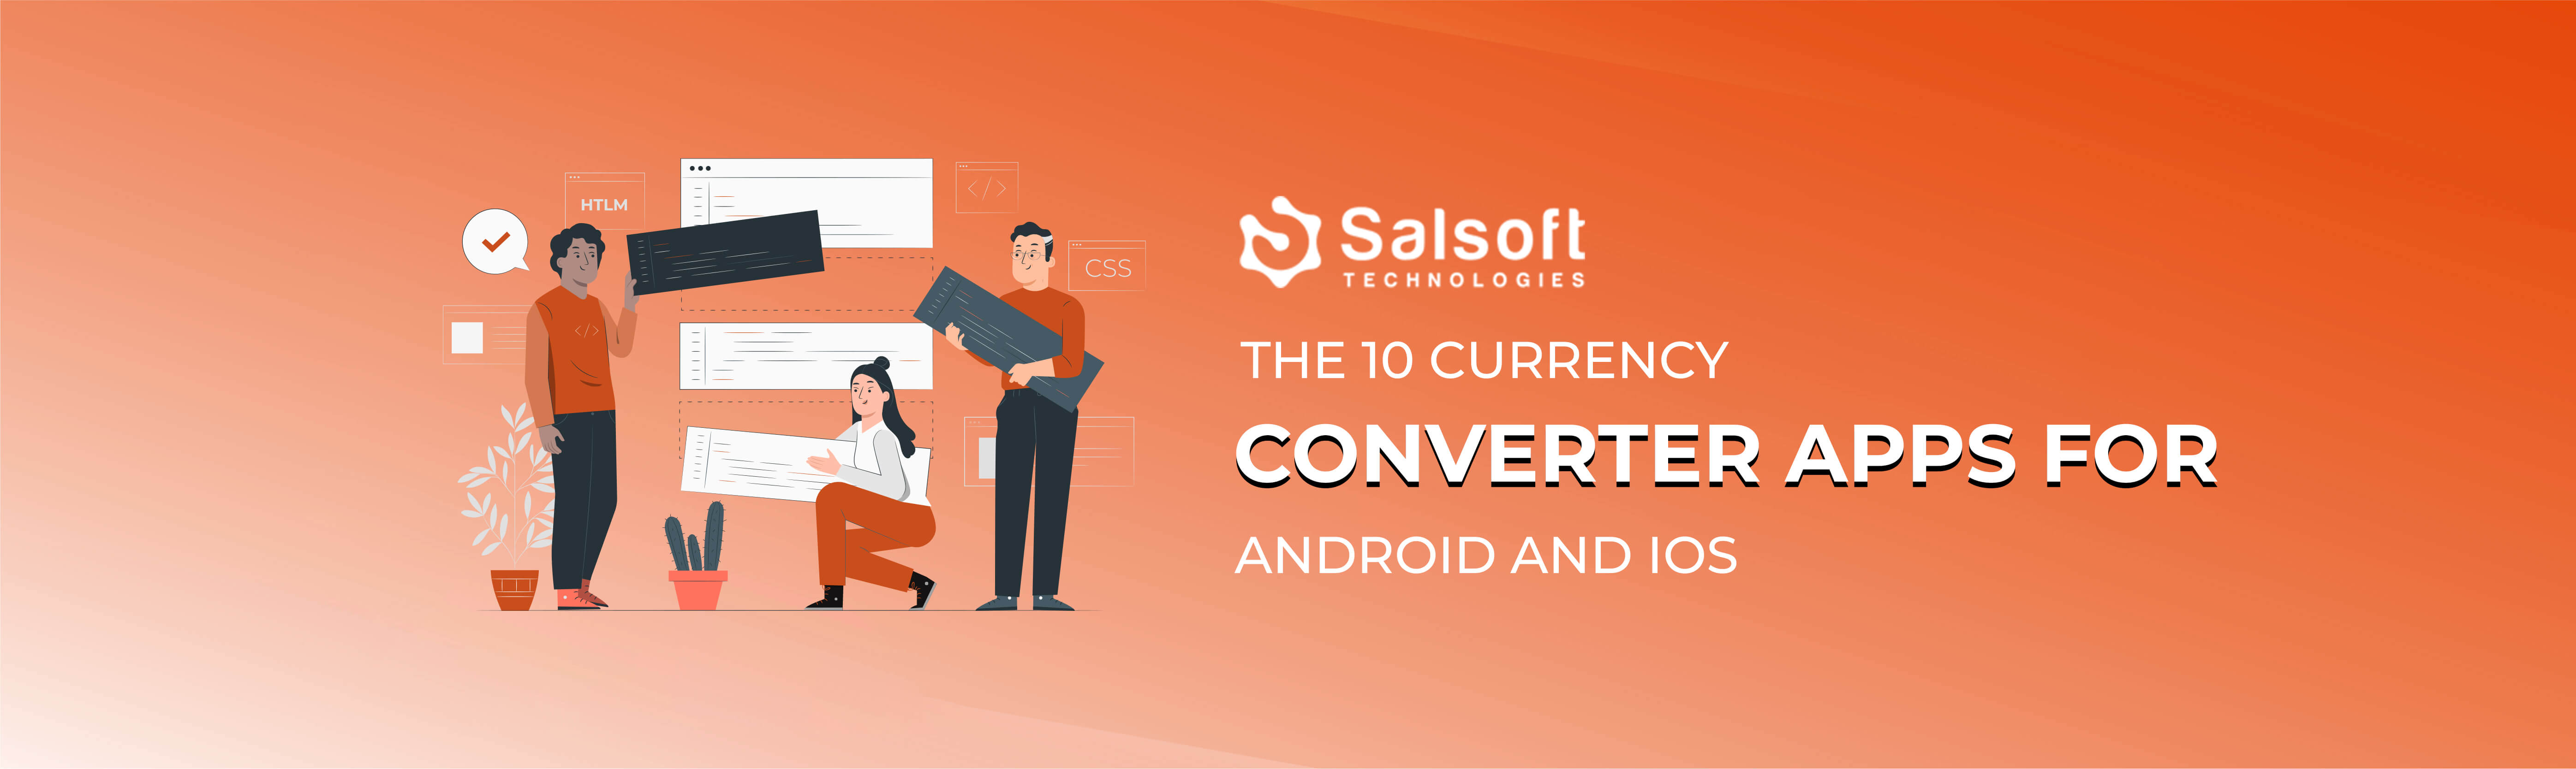 HTLM
</>
CSS
</>
Salsoft
TECHNOLOGIES
THE 10 CURRENCY
CONVERTER APPS FOR
ANDROID AND IOS